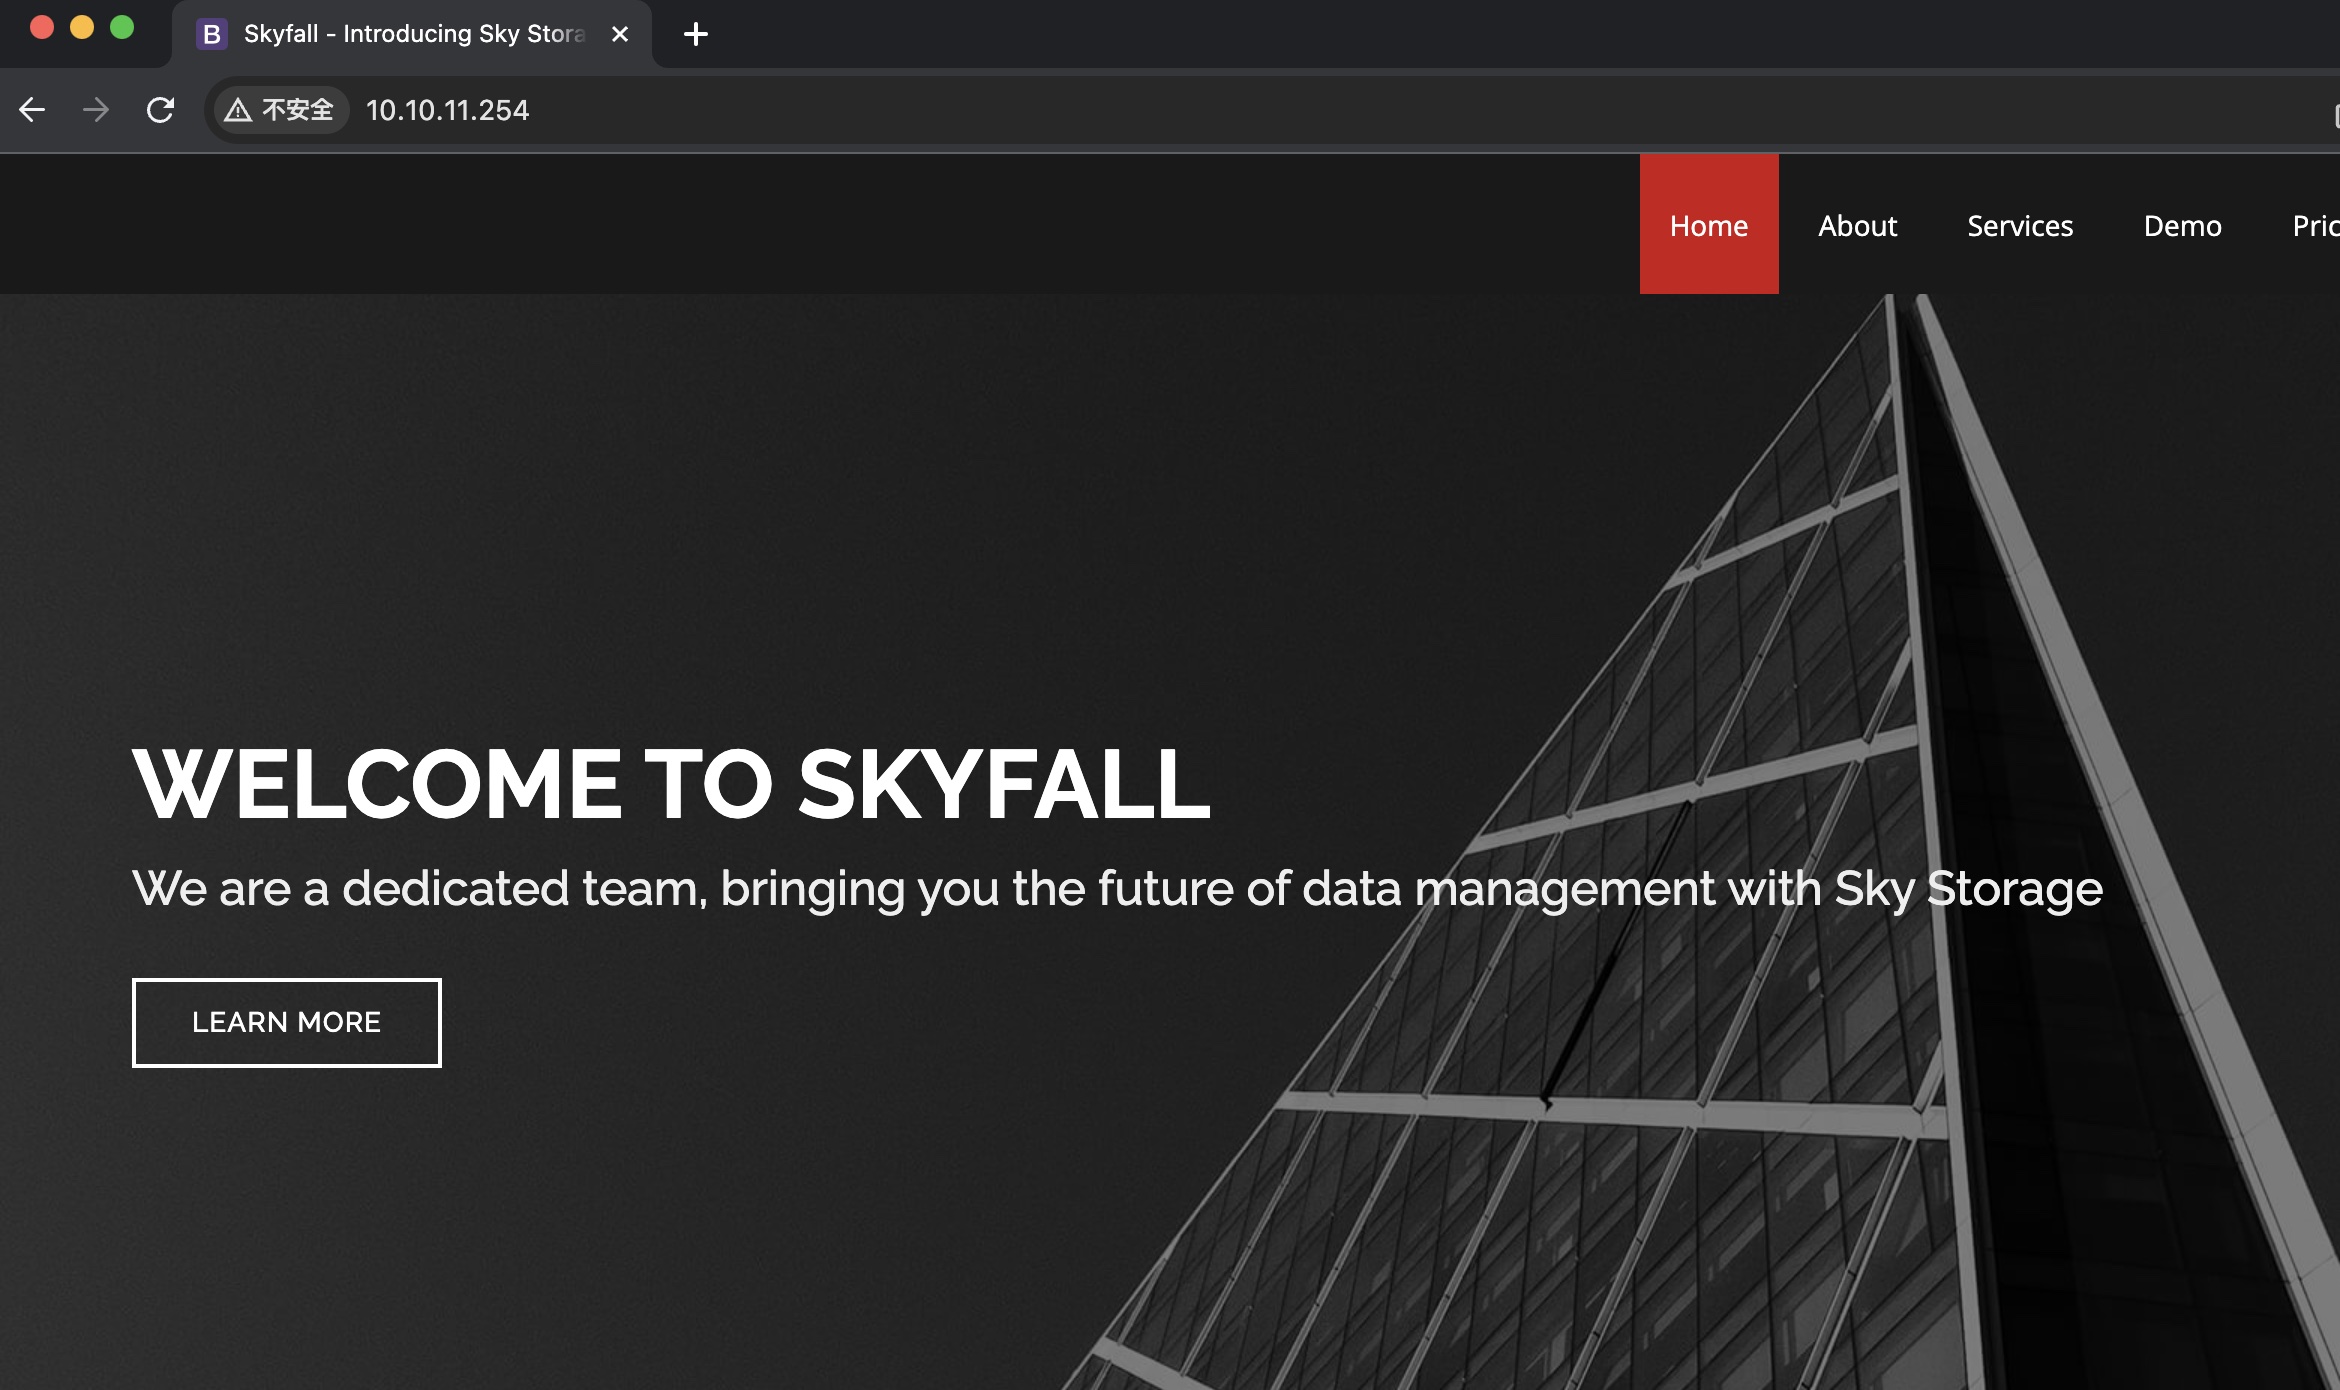 B Skyfall - Introducing Sky Stora
不安全 10.10.11.254
Home About Services Demo Pric
WELCOME TO SKYFALL
We are a dedicated team, bringing you the future of data management with Sky Storage
LEARN MORE